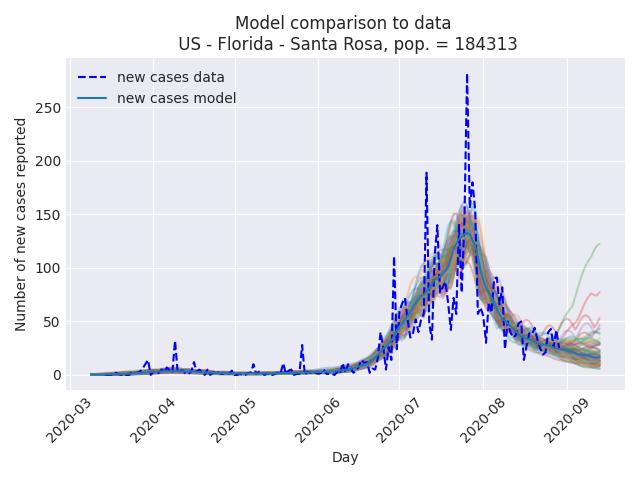 Model comparison to data
US - Florida - Santa Rosa, pop. = 184313
new cases data
new cases model
Number of new cases reported
250
200
150
100
50
0
2020-03
2020-04
2020-05
2020-06
2020-07
2020-08
2020-09
Day